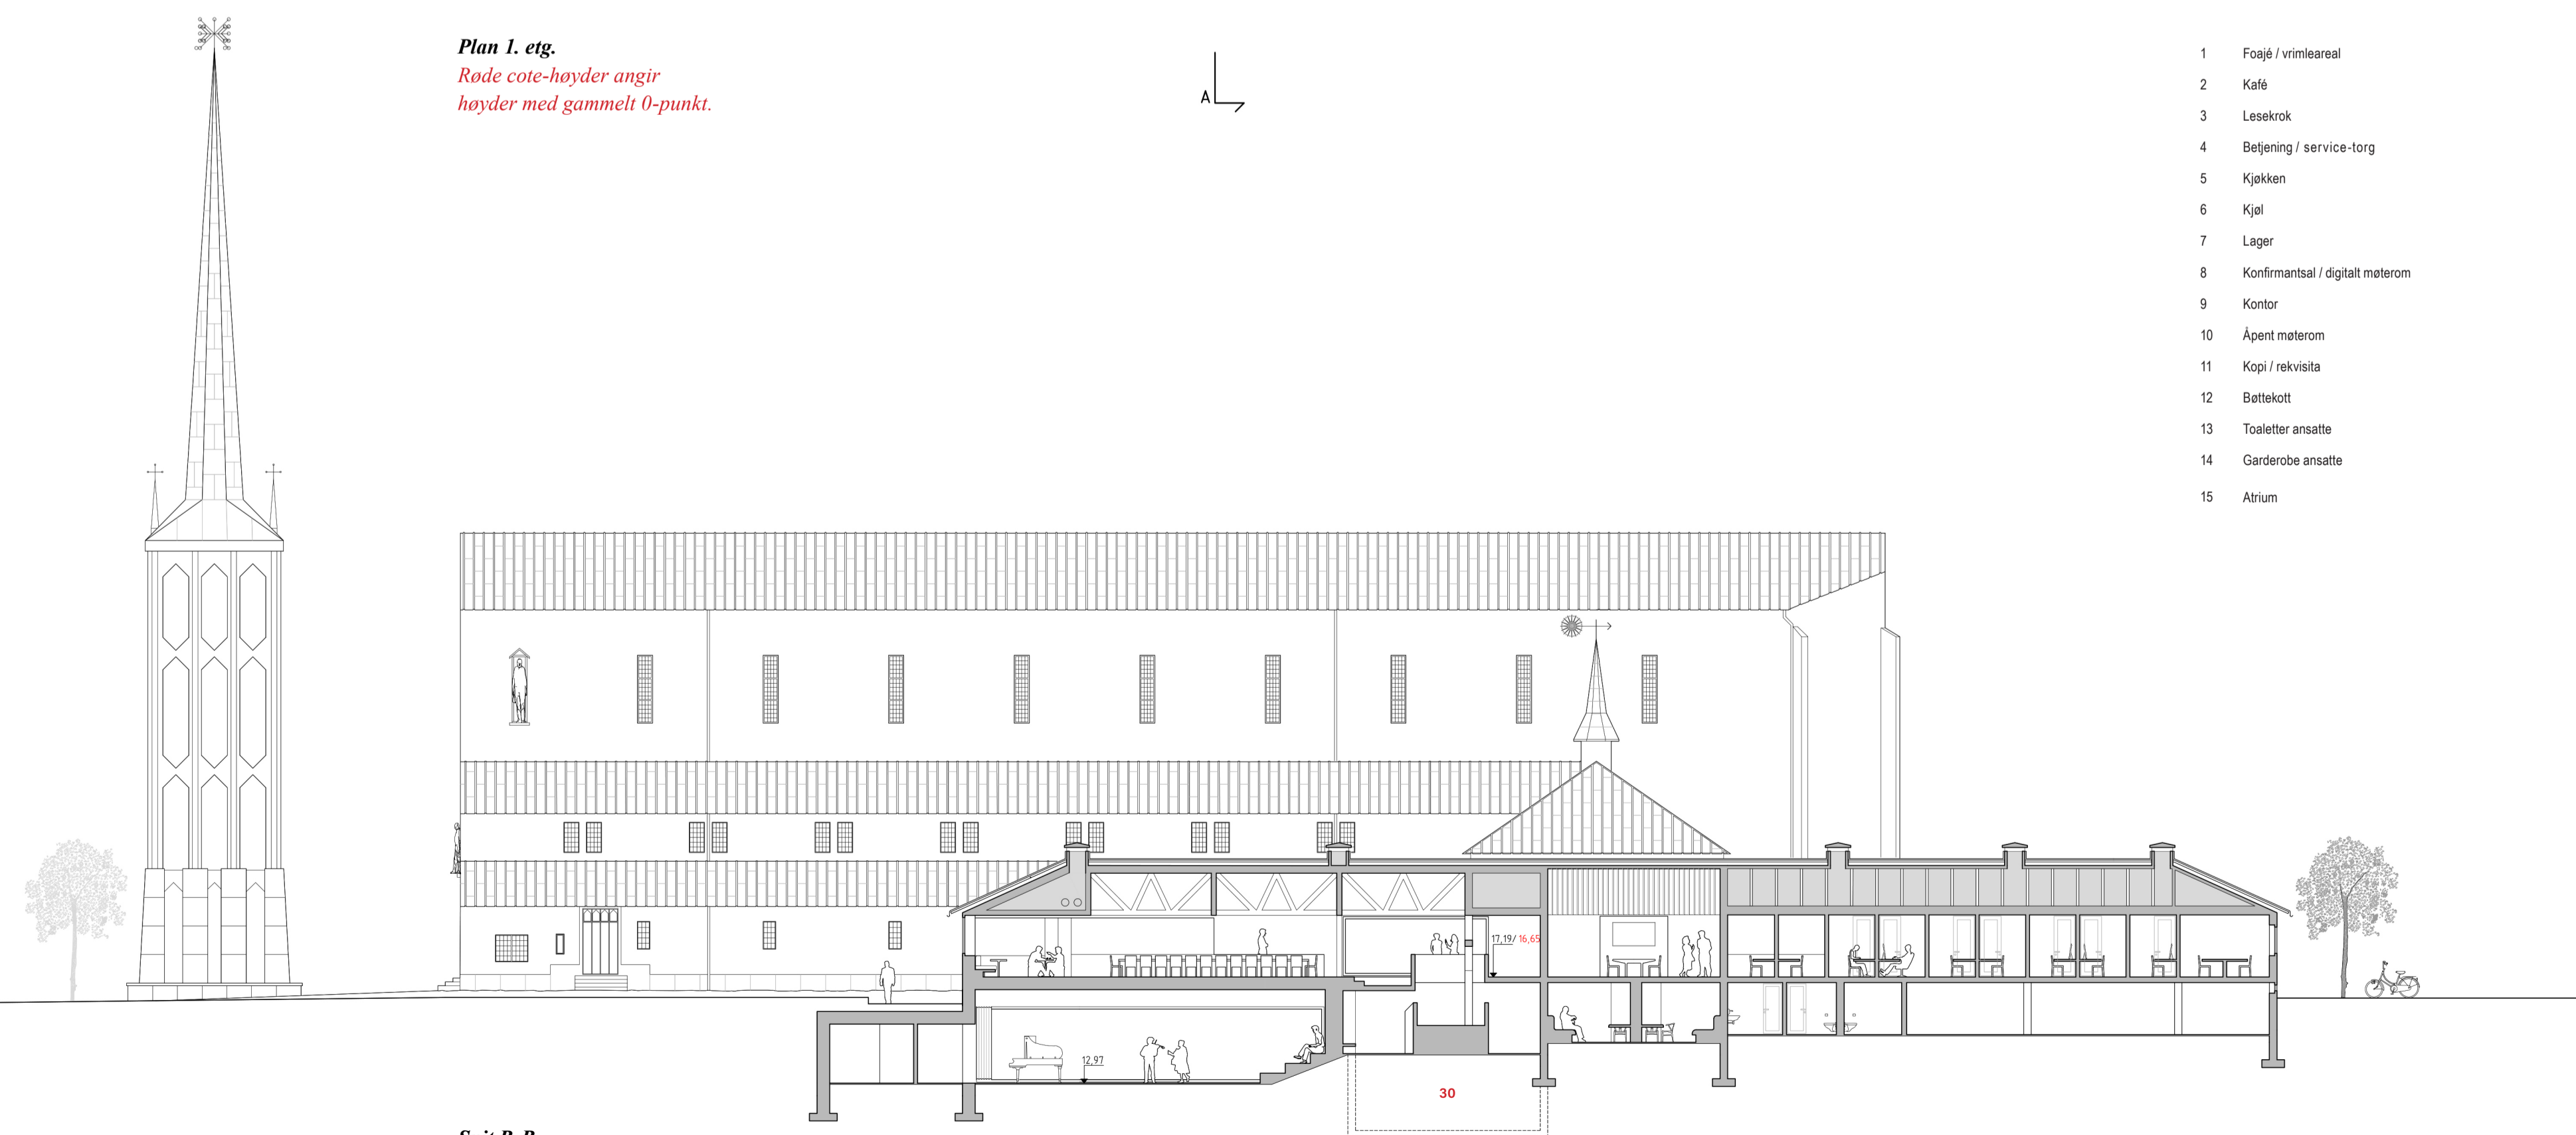 Plan 1. etg.
Røde cote-høyder angir
høyder med gammelt 0-punkt.
A
1 Foajé / vrimleareal
2 Kafé
3 Lesekrok
4 Betjening / service-torg
5 Kjøkken
6 Kjøl
7 Lager
8 Konfirmantsal / digitalt møterom
9 Kontor
10 Åpent møterom
11 Kopi / rekvisita
12 Bøttekott
13 Toaletter ansatte
14 Garderobe ansatte
15 Atrium
17,19/ 16,65
12,97
30